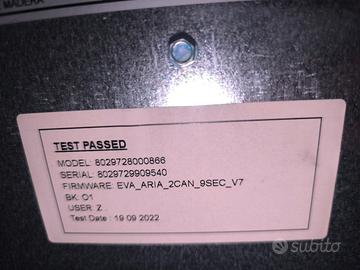 MADERA
TEST PASSED
MODEL: 8029728000866
SERIAL: 8029729909540
FIRMWARE: EVA_ARIA_2CAN_9SEC_V7
BK: O1
USER: Z .
Test Date : 19 09 2022
subito